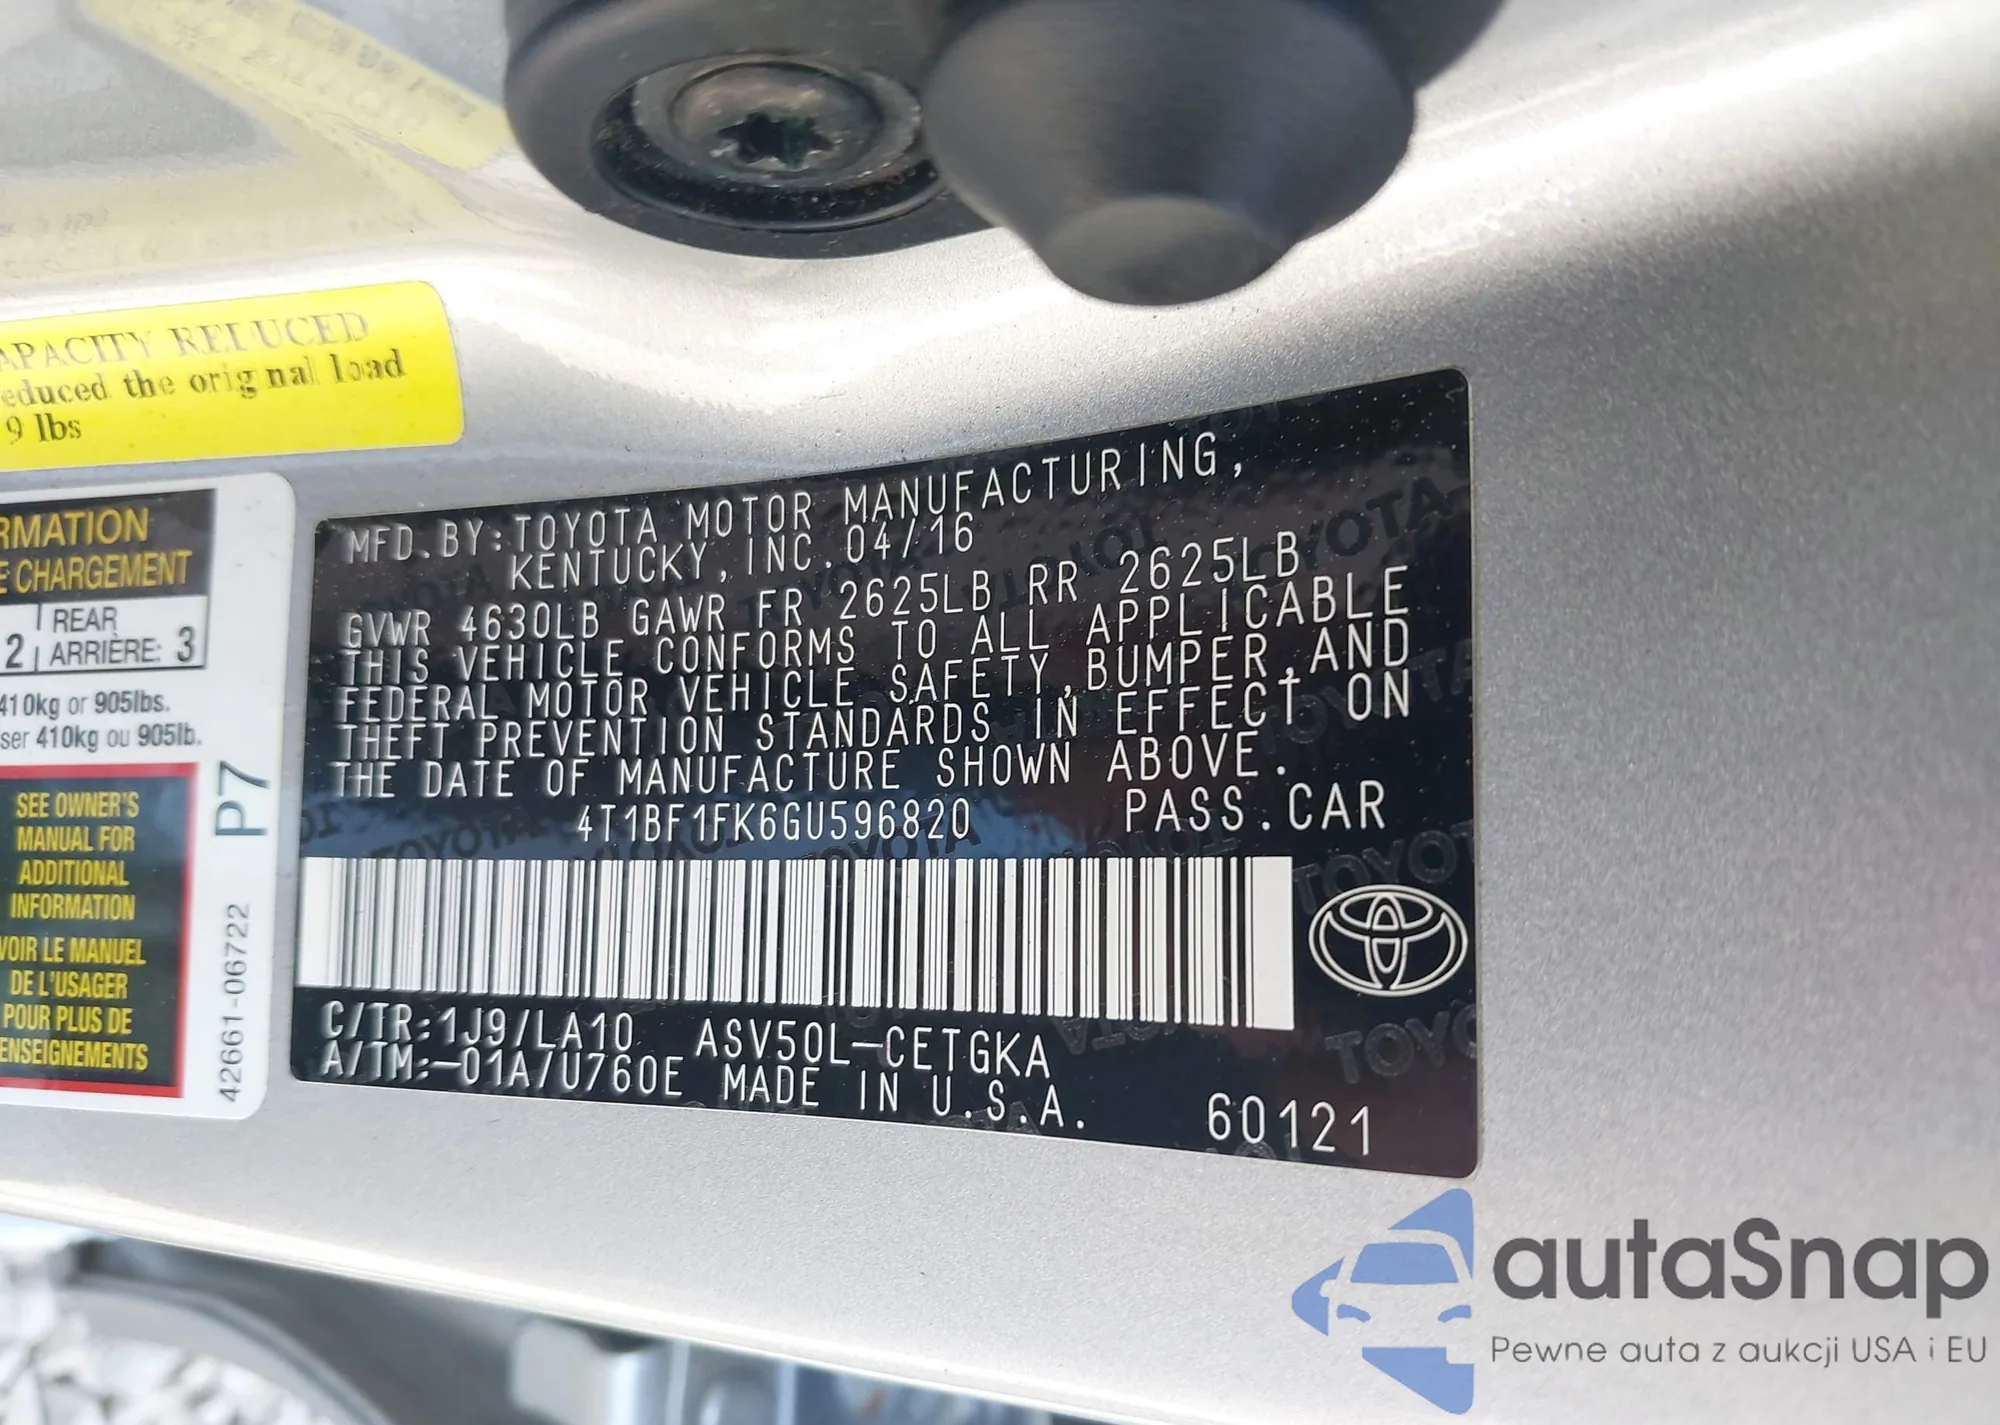 APACITY REDUCED
educed the original load
9 lbs
RMATION
E CHARGEMENT
2 REAR
ARRIÈRE: 3
410kg or 905lbs.
ser 410kg ou 905lb.
SEE OWNER'S
MANUAL FOR
ADDITIONAL
INFORMATION
VOIR LE MANUEL
DE L'USAGER
POUR PLUS DE
ENSEIGNEMENTS
P7
42661-06722
MFD.BY:TOYOTA MOTOR MANUFACTURING,
KENTUCKY,INC.04/16
GVWR 4630LB GAWR FR 2625LB RR 2625LB
THIS VEHICLE CONFORMS TO ALL APPLICABLE
FEDERAL MOTOR VEHICLE SAFETY,BUMPER,AND
THEFT PREVENTION STANDARDS IN EFFECT ON
THE DATE OF MANUFACTURE SHOWN ABOVE.
4T1BF1FK6GU596820 PASS.CAR
C/TR:1J9/LA10 ASV50L-CETGKA
A/TM:-01A/U760E MADE IN U.S.A.
60121
TOYOTA
autaSnap
Pewne auta z aukcji USA i EU